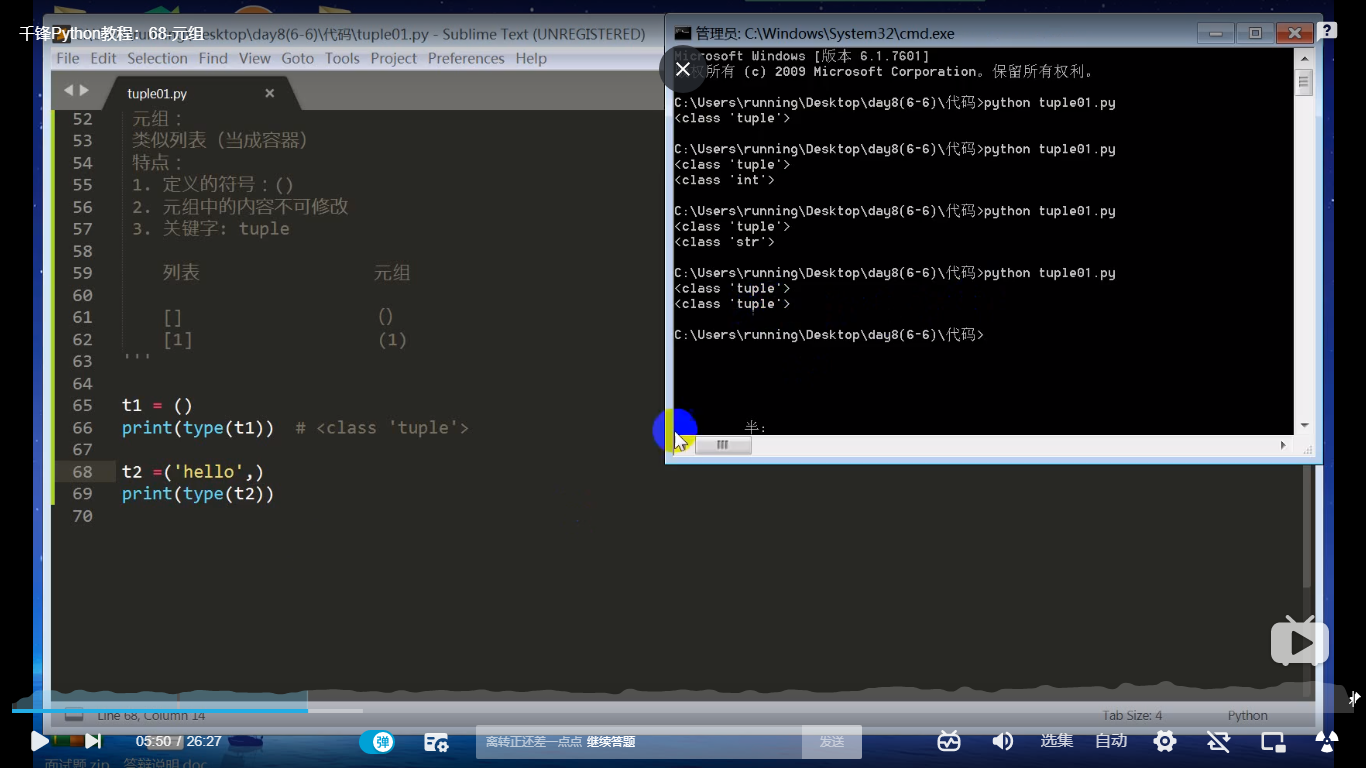 千锋Python教程：68-元组
esktop\day8(6-6)\代码\tuple01.py - Sublime Text (UNREGISTERED)
File Edit Selection Find View Goto Tools Project Preferences Help
tuple01.py ×
52 元组：
53 类似列表（当成容器）
54 特点：
55 1. 定义的符号：()
56 2. 元组中的内容不可修改
57 3. 关键字: tuple
58
59 列表 元组
60
61 [] ()
62 [1] (1)
63 '''
64
65 t1 = ()
66 print(type(t1)) # <class 'tuple'>
67
68 t2 =('hello',)
69 print(type(t2))
70
管理员: C:\Windows\System32\cmd.exe
Microsoft Windows [版本 6.1.7601]
权所有 (c) 2009 Microsoft Corporation。保留所有权利。
C:\Users\running\Desktop\day8(6-6)\代码>python tuple01.py
<class 'tuple'>
C:\Users\running\Desktop\day8(6-6)\代码>python tuple01.py
<class 'tuple'>
<class 'int'>
C:\Users\running\Desktop\day8(6-6)\代码>python tuple01.py
<class 'tuple'>
<class 'str'>
C:\Users\running\Desktop\day8(6-6)\代码>python tuple01.py
<class 'tuple'>
<class 'tuple'>
C:\Users\running\Desktop\day8(6-6)\代码>
半:
Line 68, Column 14
Tab Size: 4
Python
05:50 / 26:27
弹
离转正还差一点点 继续答题
发送
选集
自动
面试题.zip
答辩说明.doc